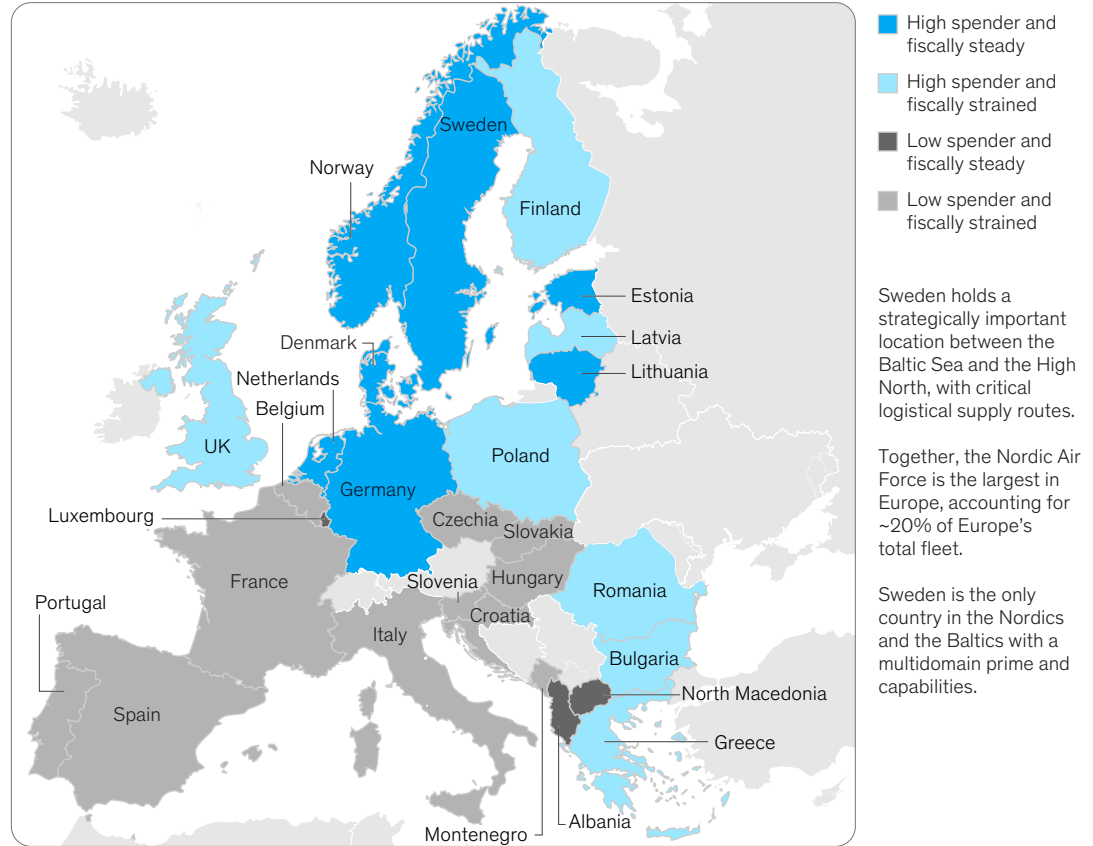 High spender and
fiscally steady
High spender and
fiscally strained
Low spender and
fiscally steady
Low spender and
fiscally strained
Sweden
Norway
Finland
Estonia
Latvia
Lithuania
Denmark
Netherlands
Belgium
UK
Poland
Germany
Luxembourg
Czechia
Slovakia
France
Slovenia
Hungary
Romania
Portugal
Croatia
Italy
Bulgaria
North Macedonia
Spain
Greece
Albania
Montenegro
Sweden holds a
strategically important
location between the
Baltic Sea and the High
North, with critical
logistical supply routes.
Together, the Nordic Air
Force is the largest in
Europe, accounting for
~20% of Europe's
total fleet.
Sweden is the only
country in the Nordics
and the Baltics with a
multidomain prime and
capabilities.